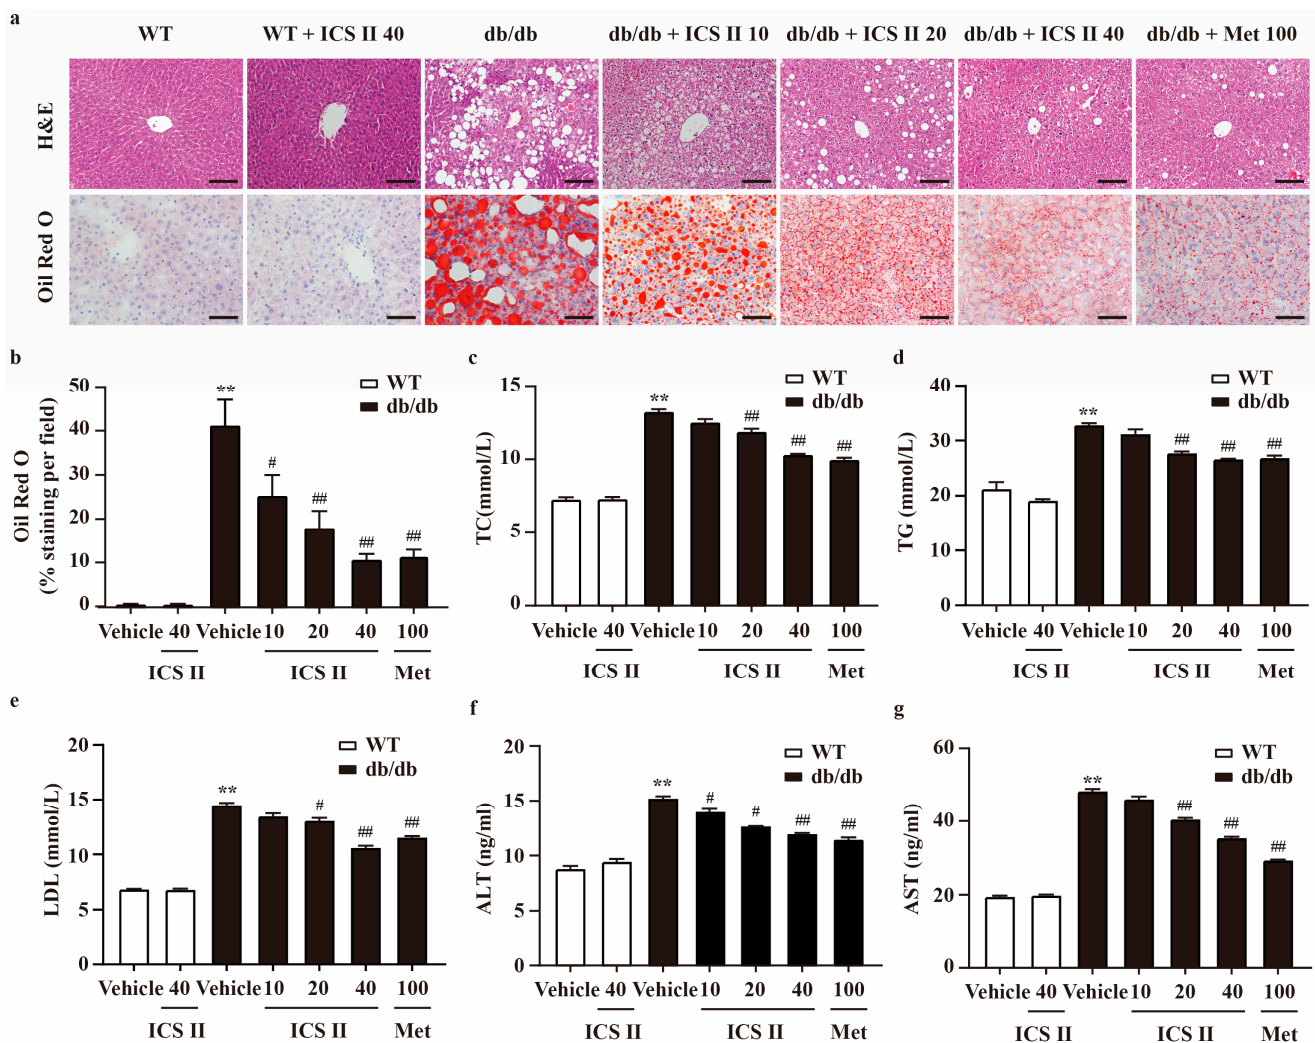 a
WT
WT + ICS II 40
db/db
db/db + ICS II 10
db/db + ICS II 20
db/db + ICS II 40
db/db + Met 100
H&E
Oil Red O
b
Oil Red O
(% staining per field)
50
40
30
20
10
0
WT
db/db
**
#
##
##
##
Vehicle 40 Vehicle 10 20 40 100
ICS II ICS II Met
c
TC(mmol/L)
15
10
5
0
WT
db/db
**
##
##
##
Vehicle 40 Vehicle 10 20 40 100
ICS II ICS II Met
d
TG (mmol/L)
40
30
20
10
0
WT
db/db
**
##
##
##
Vehicle 40 Vehicle 10 20 40 100
ICS II ICS II Met
e
LDL (mmol/L)
20
15
10
5
0
WT
db/db
**
#
##
##
Vehicle 40 Vehicle 10 20 40 100
ICS II ICS II Met
f
ALT (ng/ml)
20
15
10
5
0
WT
db/db
**
#
#
##
##
Vehicle 40 Vehicle 10 20 40 100
ICS II ICS II Met
g
AST (ng/ml)
60
40
20
0
WT
db/db
**
##
##
##
Vehicle 40 Vehicle 10 20 40 100
ICS II ICS II Met